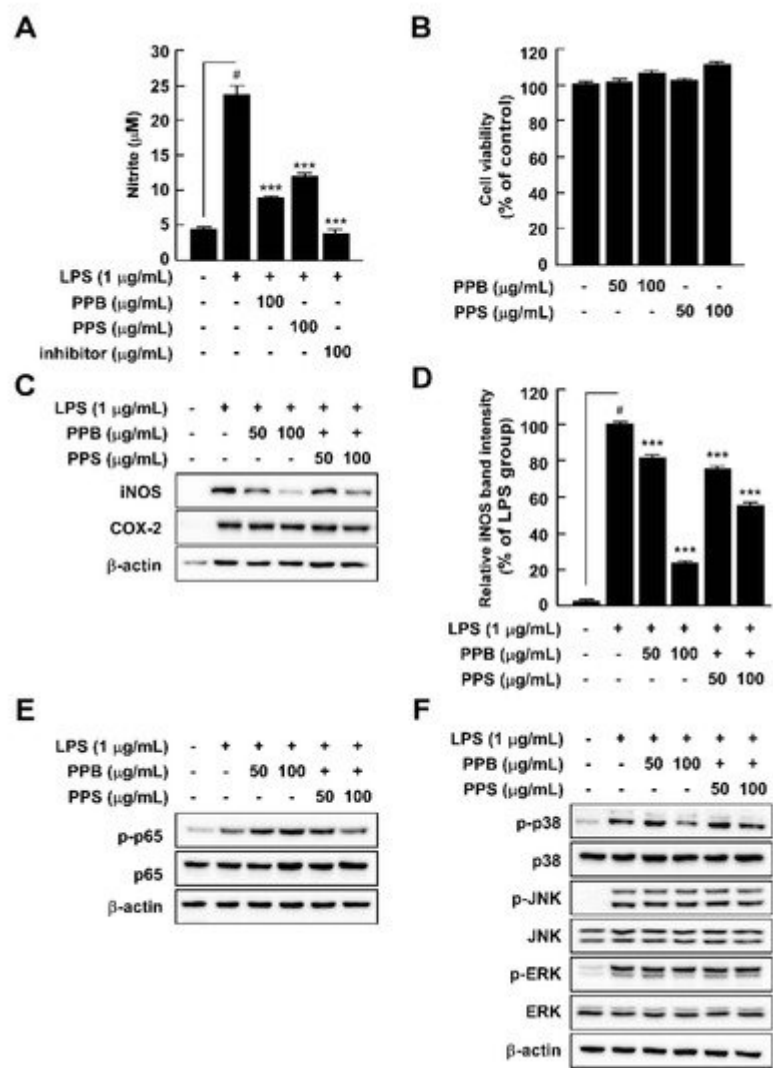 A
Nitrite (μM)
30
25
20
15
10
5
0
#
***
***
***
LPS (1 μg/mL) - + + + +
PPB (μg/mL) - - 100 - -
PPS (μg/mL) - - - 100 -
inhibitor (μg/mL) - - - - 100
B
Cell viability
(% of control)
120
100
80
60
40
20
0
PPB (μg/mL) - 50 100 - -
PPS (μg/mL) - - - 50 100
C
LPS (1 μg/mL) - + + + + +
PPB (μg/mL) - - 50 100 + +
PPS (μg/mL) - - - - 50 100
iNOS
COX-2
β-actin
D
Relative iNOS band intensity
(% of LPS group)
120
100
80
60
40
20
0
#
***
***
***
***
LPS (1 μg/mL) - + + + + +
PPB (μg/mL) - - 50 100 + +
PPS (μg/mL) - - - - 50 100
E
LPS (1 μg/mL) - + + + + +
PPB (μg/mL) - - 50 100 + +
PPS (μg/mL) - - - - 50 100
p-p65
p65
β-actin
F
LPS (1 μg/mL) - + + + + +
PPB (μg/mL) - - 50 100 + +
PPS (μg/mL) - - - - 50 100
p-p38
p38
p-JNK
JNK
p-ERK
ERK
β-actin